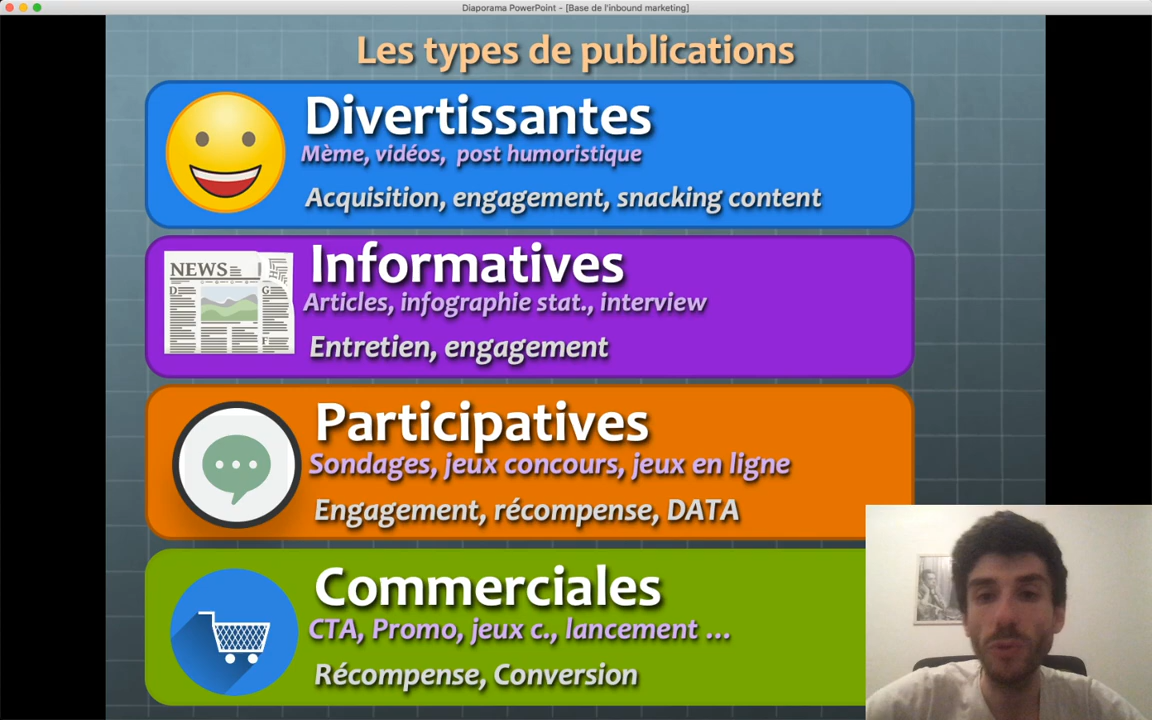 Diaporama PowerPoint - [Base de l'inbound marketing]
Les types de publications
Divertissantes
Mème, vidéos, post humoristique
Acquisition, engagement, snacking content
NEWS
Informatives
Articles, infographie stat., interview
Entretien, engagement
Participatives
Sondages, jeux concours, jeux en ligne
Engagement, récompense, DATA
Commerciales
CTA, Promo, jeux c., lancement ...
Récompense, Conversion